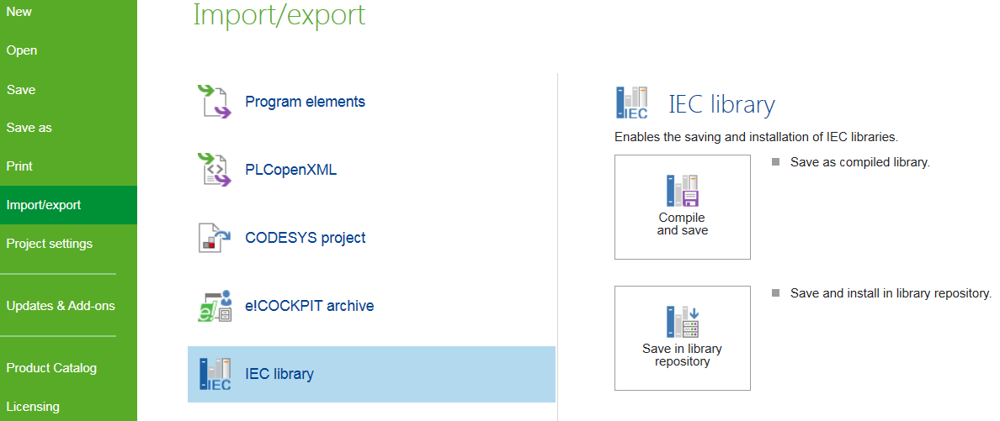 New
Open
Save
Save as
Print
Import/export
Project settings
Updates & Add-ons
Product Catalog
Licensing
Import/export
Program elements
PLCopenXML
CODESYS project
e!
e!COCKPIT archive
IEC
IEC library
IEC
IEC library
Enables the saving and installation of IEC libraries.
Compile
and save
Save as compiled library.
Save in library
repository
Save and install in library repository.